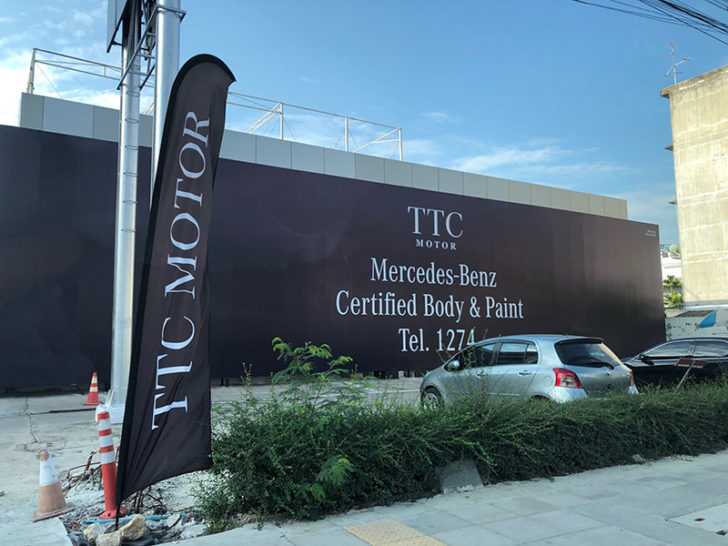 TTC MOTOR
TTC
MOTOR
Mercedes-Benz
Certified Body & Paint
Tel. 1274